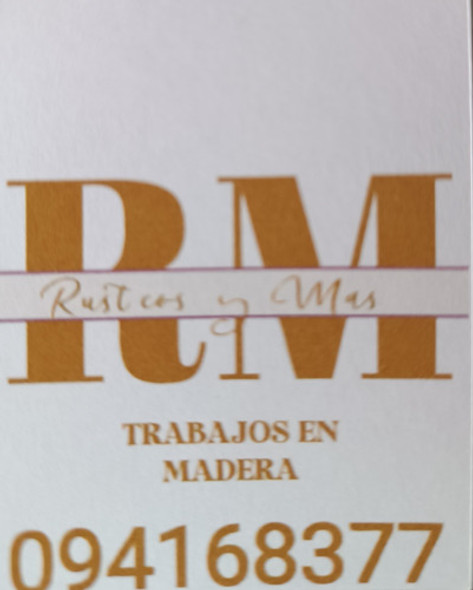 RM
Rusticos y Mas
TRABAJOS EN
MADERA
094168377